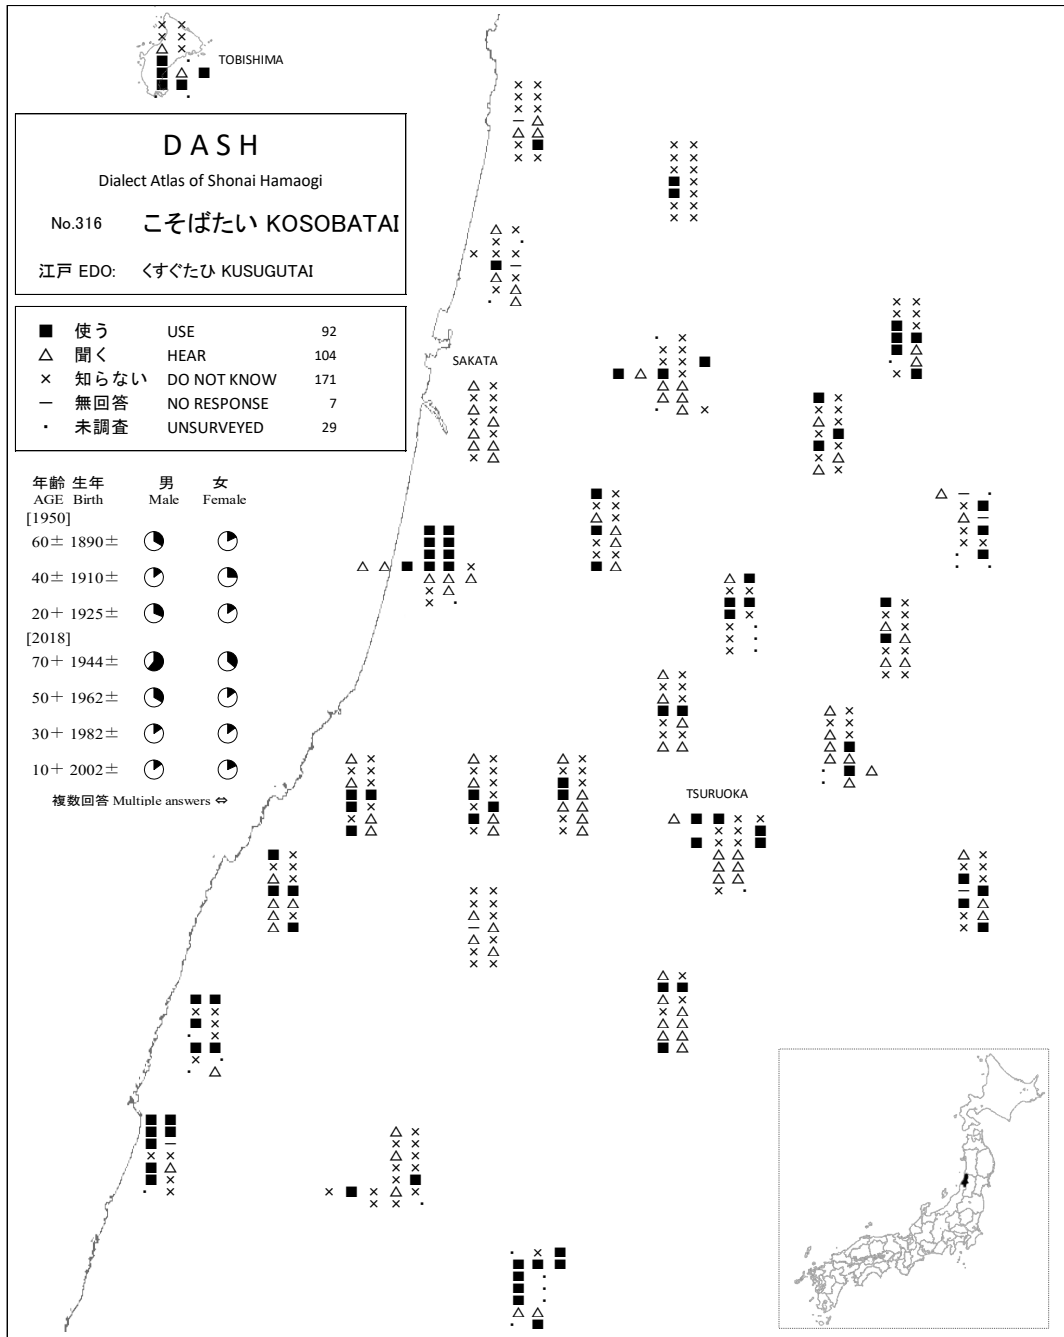 TOBISHIMA
DASH
Dialect Atlas of Shonai Hamaogi
No.316 こそばたい KOSOBATAI
江戸 EDO: くすぐたひ KUSUGUTAI
■ 使う USE 92
△ 聞く HEAR 104
× 知らない DO NOT KNOW 171
― 無回答 NO RESPONSE 7
・ 未調査 UNSURVEYED 29
SAKATA
年齢 生年 男 女
AGE Birth Male Female
[1950]
60± 1890±
40± 1910±
20+ 1925±
[2018]
70+ 1944±
50+ 1962±
30+ 1982±
10+ 2002±
複数回答 Multiple answers ⇔
TSURUOKA